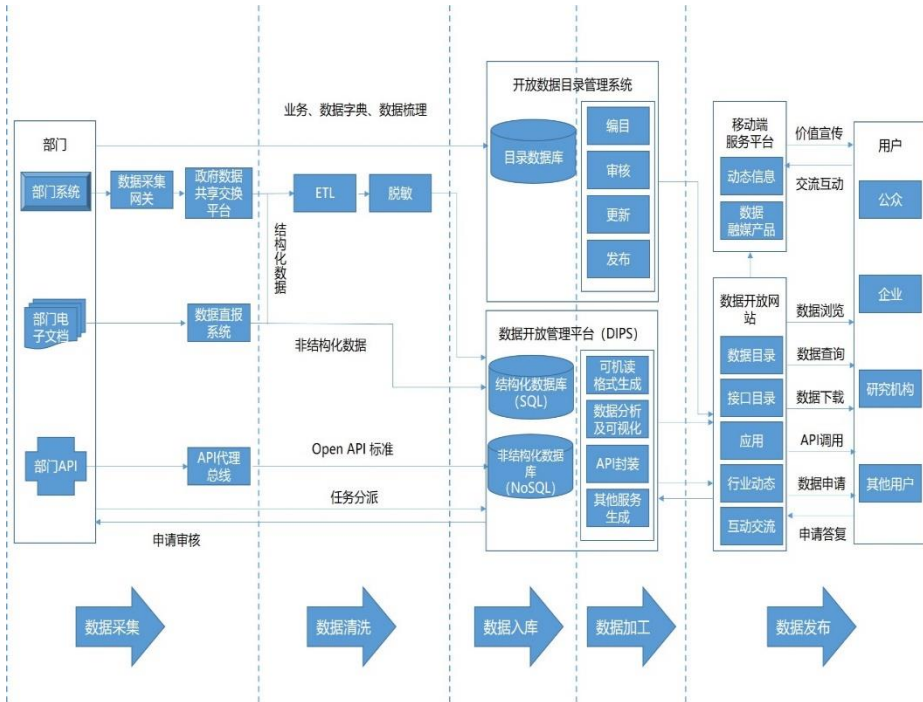 部门
部门系统
数据采集
网关
政府数据
共享交换
平台
部门电
子文档
数据直报
系统
部门API
API代理
总线
业务、数据字典、数据梳理
ETL
脱敏
结构化数据
非结构化数据
Open API 标准
任务分派
申请审核
开放数据目录管理系统
目录数据库
编目
审核
更新
发布
数据开放管理平台（DIPS）
结构化数据库
（SQL）
非结构化数据
库
（NoSQL）
可机读
格式生成
数据分析
及可视化
API封装
其他服务
生成
移动端
服务平台
动态信息
数据
融媒产品
数据开放网
站
数据目录
接口目录
应用
行业动态
互动交流
价值宣传
交流互动
数据浏览
数据查询
数据下载
API调用
数据申请
申请答复
用户
公众
企业
研究机构
其他用户
数据采集
数据清洗
数据入库
数据加工
数据发布